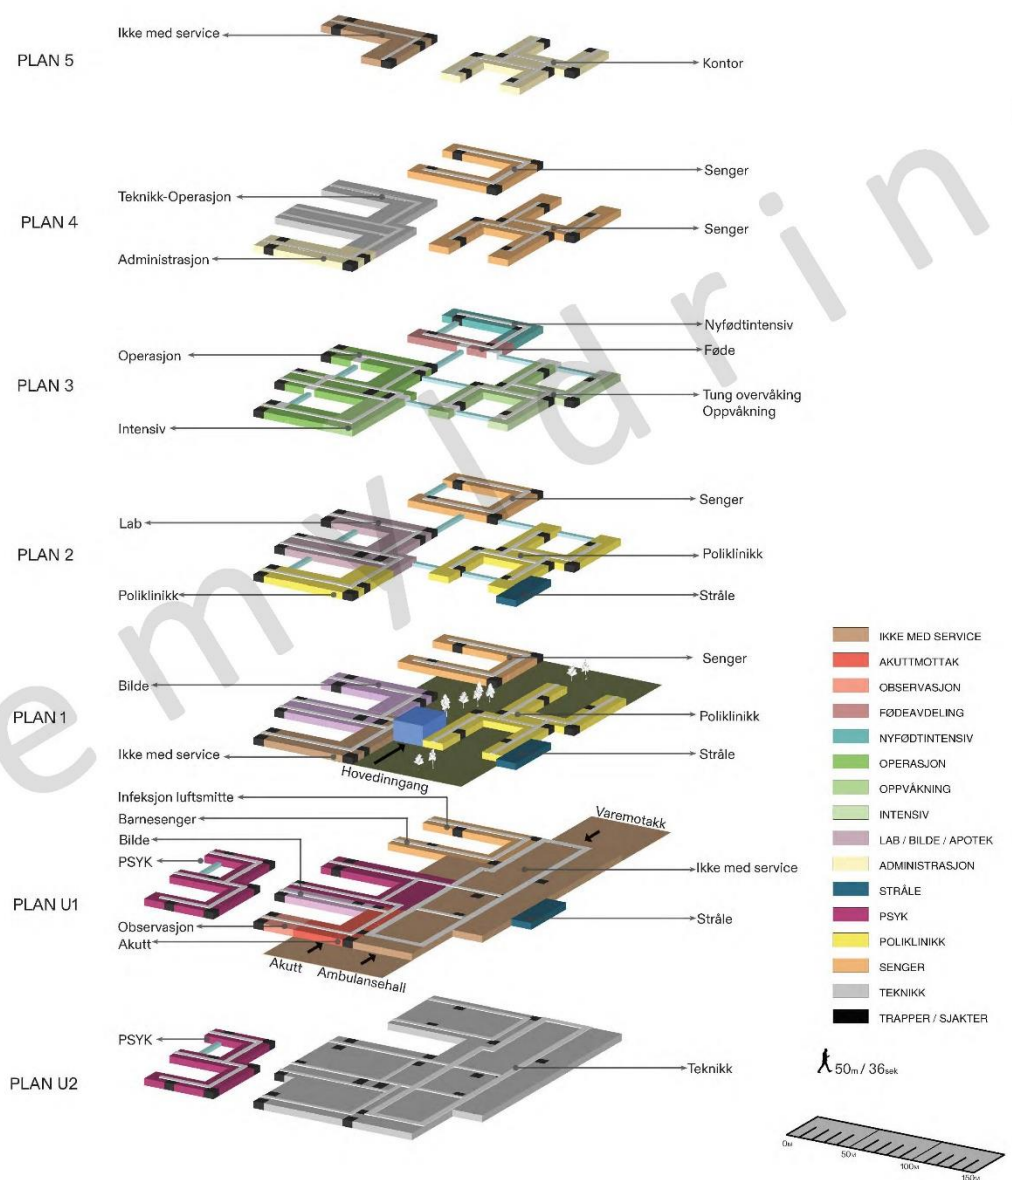 PLAN 5
Ikke med service
Kontor
PLAN 4
Teknikk-Operasjon
Administrasjon
Senger
Senger
PLAN 3
Operasjon
Intensiv
Nyfødtintensiv
Føde
Tung overvåking
Oppvåkning
PLAN 2
Lab
Poliklinikk
Senger
Poliklinikk
Stråle
PLAN 1
Bilde
Ikke med service
Hovedinngang
Senger
Poliklinikk
Stråle
PLAN U1
Infeksjon luftsmitte
Barnesenger
Bilde
PSYK
Observasjon
Akutt
Akutt
Ambulansehall
Varemotakk
Ikke med service
Stråle
PLAN U2
PSYK
Teknikk
IKKE MED SERVICE
AKUTTMOTTAK
OBSERVASJON
FØDEAVDELING
NYFØDTINTENSIV
OPERASJON
OPPVÅKNING
INTENSIV
LAB / BILDE / APOTEK
ADMINISTRASJON
STRÅLE
PSYK
POLIKLINIKK
SENGER
TEKNIKK
TRAPPER / SJAKTER
50m / 36sek
0M
50M
100M
150M
emyldrin